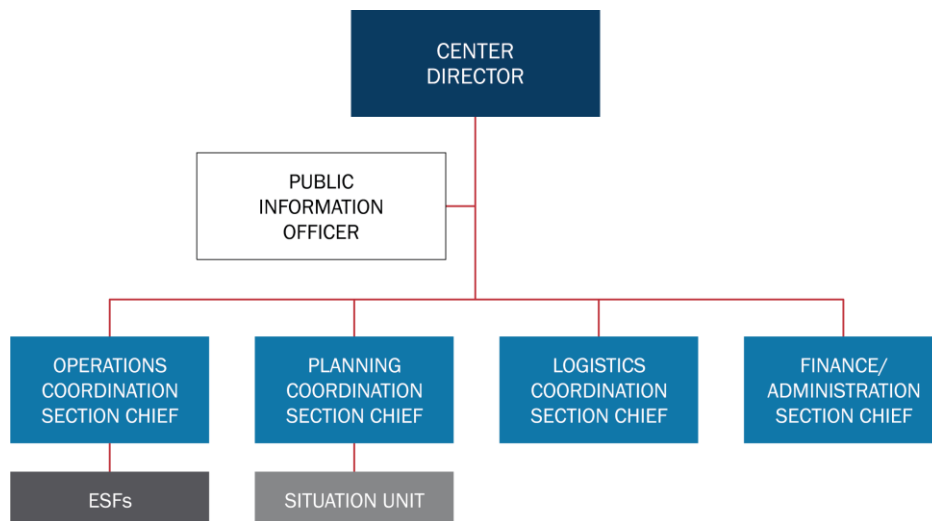 CENTER
DIRECTOR
PUBLIC
INFORMATION
OFFICER
OPERATIONS
COORDINATION
SECTION CHIEF
PLANNING
COORDINATION
SECTION CHIEF
LOGISTICS
COORDINATION
SECTION CHIEF
FINANCE/
ADMINISTRATION
SECTION CHIEF
ESFs
SITUATION UNIT